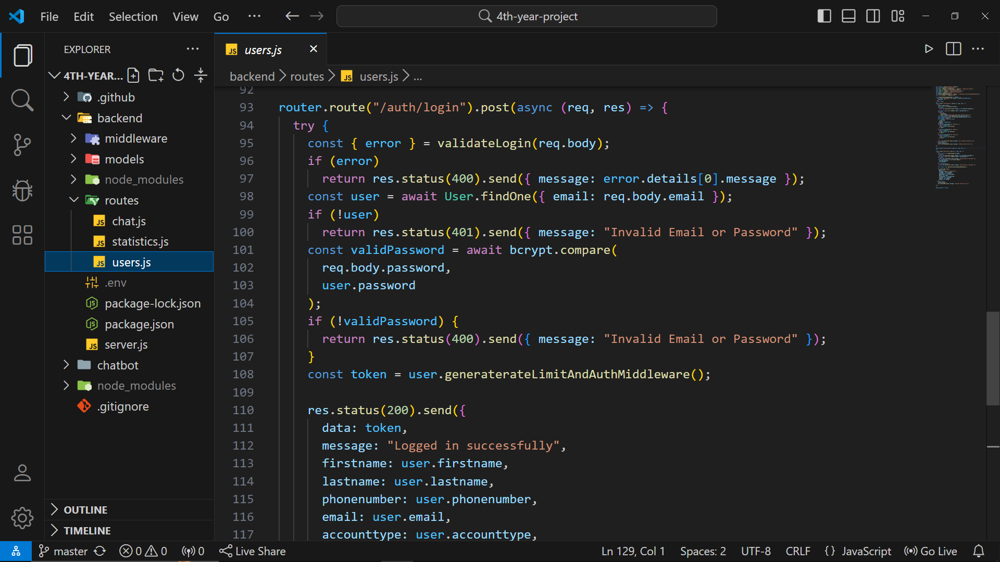 File Edit Selection View Go ··· 4th-year-project
EXPLORER ···
4TH-YEAR...
.github
backend
middleware
models
node_modules
routes
JS chat.js
JS statistics.js
JS users.js
.env
package-lock.json
package.json
JS server.js
chatbot
node_modules
.gitignore
OUTLINE
TIMELINE
JS users.js
backend > routes > JS users.js > ...
92
93 router.route("/auth/login").post(async (req, res) => {
94 try {
95 const { error } = validateLogin(req.body);
96 if (error)
97 return res.status(400).send({ message: error.details[0].message });
98 const user = await User.findOne({ email: req.body.email });
99 if (!user)
100 return res.status(401).send({ message: "Invalid Email or Password" });
101 const validPassword = await bcrypt.compare(
102 req.body.password,
103 user.password
104 );
105 if (!validPassword) {
106 return res.status(400).send({ message: "Invalid Email or Password" });
107 }
108 const token = user.generaterateLimitAndAuthMiddleware();
109
110 res.status(200).send({
111 data: token,
112 message: "Logged in successfully",
113 firstname: user.firstname,
114 lastname: user.lastname,
115 phonenumber: user.phonenumber,
116 email: user.email,
117 accounttype: user.accounttype,
master 0 0 0 Live Share Ln 129, Col 1 Spaces: 2 UTF-8 CRLF {} JavaScript Go Live